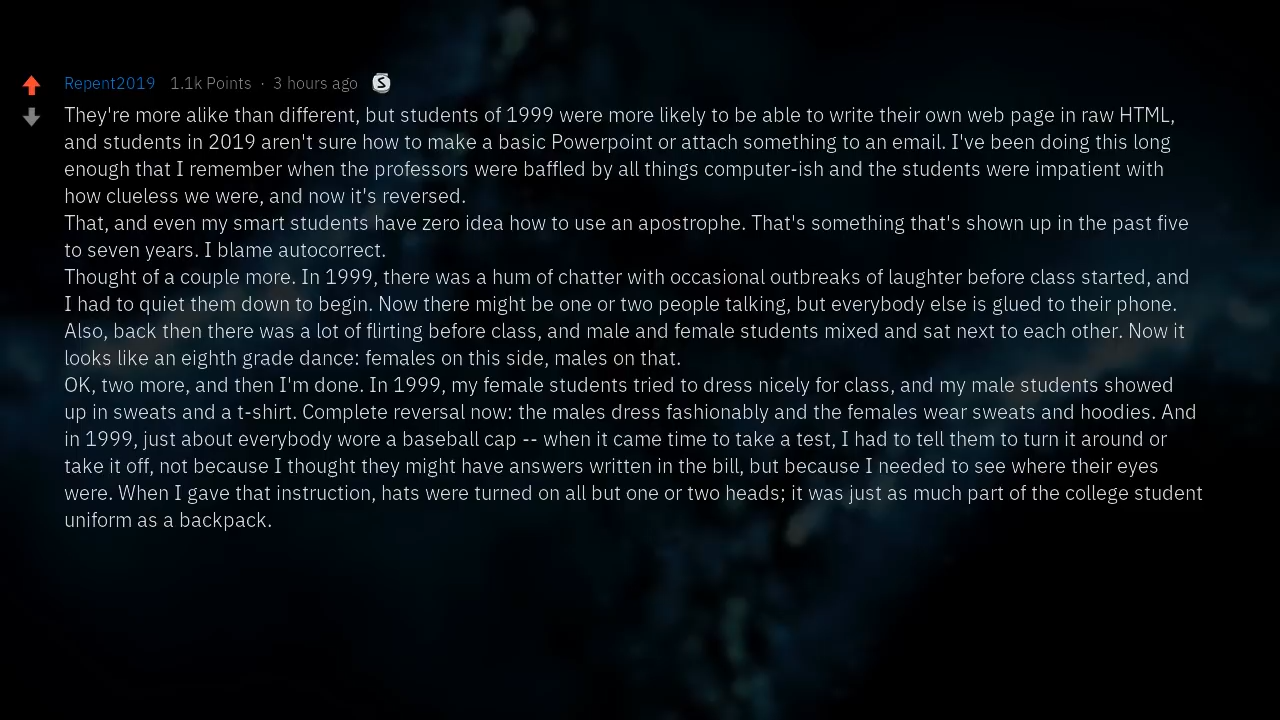 Repent2019 1.1k Points · 3 hours ago S
They're more alike than different, but students of 1999 were more likely to be able to write their own web page in raw HTML,
and students in 2019 aren't sure how to make a basic Powerpoint or attach something to an email. I've been doing this long
enough that I remember when the professors were baffled by all things computer-ish and the students were impatient with
how clueless we were, and now it's reversed.
That, and even my smart students have zero idea how to use an apostrophe. That's something that's shown up in the past five
to seven years. I blame autocorrect.
Thought of a couple more. In 1999, there was a hum of chatter with occasional outbreaks of laughter before class started, and
I had to quiet them down to begin. Now there might be one or two people talking, but everybody else is glued to their phone.
Also, back then there was a lot of flirting before class, and male and female students mixed and sat next to each other. Now it
looks like an eighth grade dance: females on this side, males on that.
OK, two more, and then I'm done. In 1999, my female students tried to dress nicely for class, and my male students showed
up in sweats and a t-shirt. Complete reversal now: the males dress fashionably and the females wear sweats and hoodies. And
in 1999, just about everybody wore a baseball cap -- when it came time to take a test, I had to tell them to turn it around or
take it off, not because I thought they might have answers written in the bill, but because I needed to see where their eyes
were. When I gave that instruction, hats were turned on all but one or two heads; it was just as much part of the college student
uniform as a backpack.